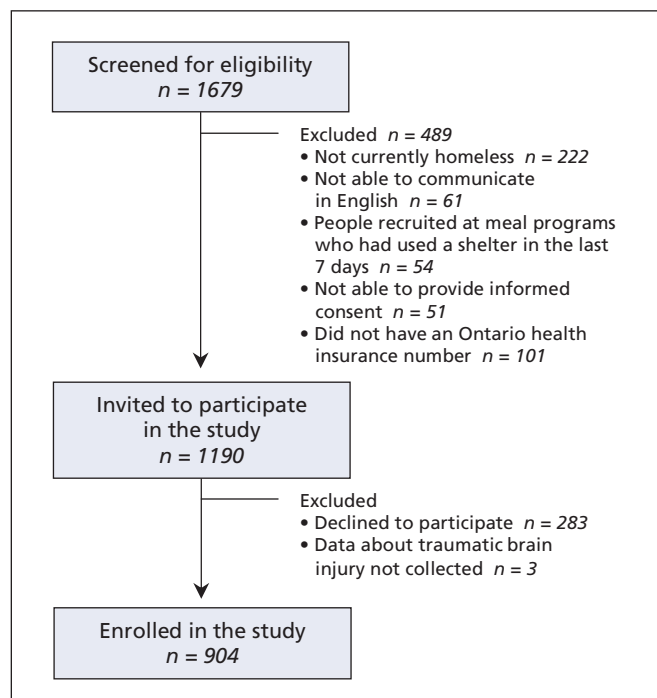 Screened for eligibility
n = 1679
Excluded n = 489
• Not currently homeless n = 222
• Not able to communicate
in English n = 61
• People recruited at meal programs
who had used a shelter in the last
7 days n = 54
• Not able to provide informed
consent n = 51
• Did not have an Ontario health
insurance number n = 101
Invited to participate
in the study
n = 1190
Excluded
• Declined to participate n = 283
• Data about traumatic brain
injury not collected n = 3
Enrolled in the study
n = 904